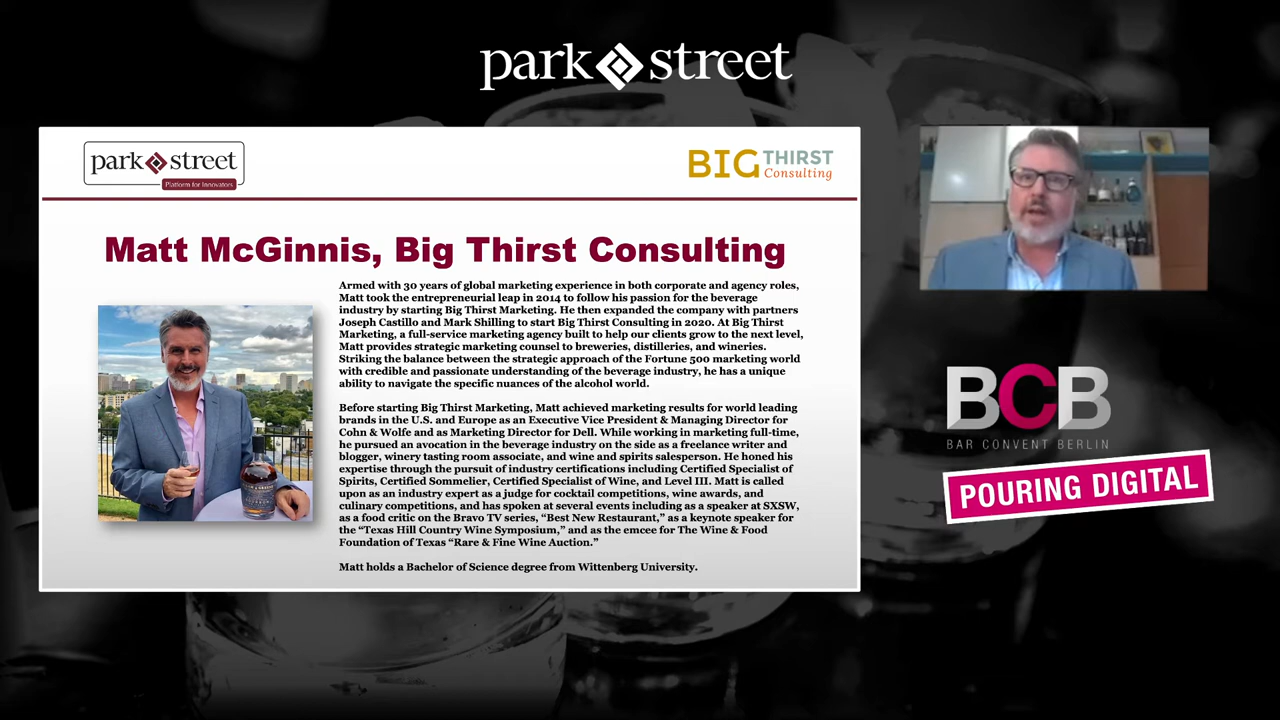 park street
park street
Platform for Innovators
BIG THIRST
Consulting
Matt McGinnis, Big Thirst Consulting
Armed with 30 years of global marketing experience in both corporate and agency roles,
Matt took the entrepreneurial leap in 2014 to follow his passion for the beverage
industry by starting Big Thirst Marketing. He then expanded the company with partners
Joseph Castillo and Mark Shilling to start Big Thirst Consulting in 2020. At Big Thirst
Marketing, a full-service marketing agency built to help our clients grow to the next level,
Matt provides strategic marketing counsel to breweries, distilleries, and wineries.
Striking the balance between the strategic approach of the Fortune 500 marketing world
with credible and passionate understanding of the beverage industry, he has a unique
ability to navigate the specific nuances of the alcohol world.
Before starting Big Thirst Marketing, Matt achieved marketing results for world leading
brands in the U.S. and Europe as an Executive Vice President & Managing Director for
Cohn & Wolfe and as Marketing Director for Dell. While working in marketing full-time,
he pursued an avocation in the beverage industry on the side as a freelance writer and
blogger, winery tasting room associate, and wine and spirits salesperson. He honed his
expertise through the pursuit of industry certifications including Certified Specialist of
Spirits, Certified Sommelier, Certified Specialist of Wine, and Level III. Matt is called
upon as an industry expert as a judge for cocktail competitions, wine awards, and
culinary competitions, and has spoken at several events including as a speaker at SXSW,
as a food critic on the Bravo TV series, “Best New Restaurant,” as a keynote speaker for
the “Texas Hill Country Wine Symposium,” and as the emcee for The Wine & Food
Foundation of Texas “Rare & Fine Wine Auction.”
Matt holds a Bachelor of Science degree from Wittenberg University.
BCB
BAR CONVENT BERLIN
POURING DIGITAL